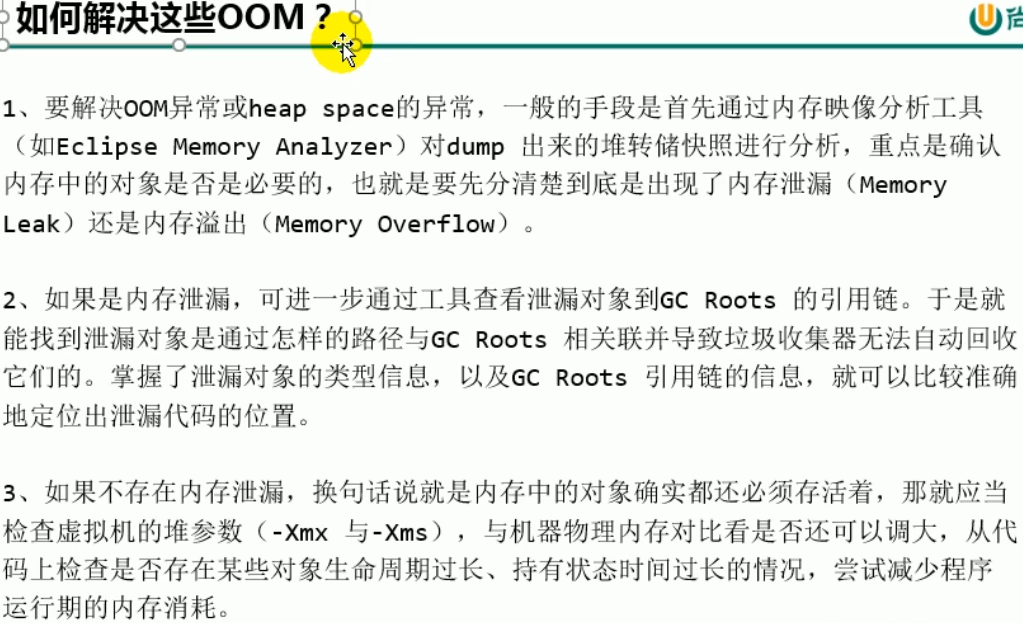 如何解决这些OOM？
尚
1、要解决OOM异常或heap space的异常，一般的手段是首先通过内存映像分析工具
（如Eclipse Memory Analyzer）对dump 出来的堆转储快照进行分析，重点是确认
内存中的对象是否是必要的，也就是要先分清楚到底是出现了内存泄漏（Memory
Leak）还是内存溢出（Memory Overflow）。
2、如果是内存泄漏，可进一步通过工具查看泄漏对象到GC Roots 的引用链。于是就
能找到泄漏对象是通过怎样的路径与GC Roots 相关联并导致垃圾收集器无法自动回收
它们的。掌握了泄漏对象的类型信息，以及GC Roots 引用链的信息，就可以比较准确
地定位出泄漏代码的位置。
3、如果不存在内存泄漏，换句话说就是内存中的对象确实都还必须存活着，那就应当
检查虚拟机的堆参数（-Xmx 与-Xms），与机器物理内存对比看是否还可以调大，从代
码上检查是否存在某些对象生命周期过长、持有状态时间过长的情况，尝试减少程序
运行期的内存消耗。